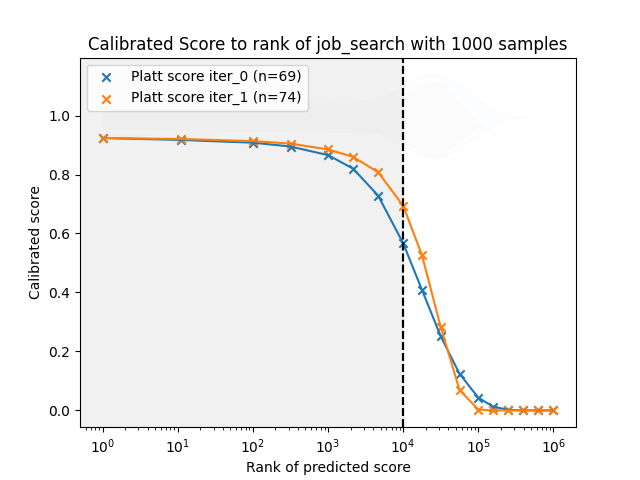 Calibrated Score to rank of job_search with 1000 samples
Platt score iter_0 (n=69)
Platt score iter_1 (n=74)
1.0
0.8
0.6
0.4
0.2
0.0
Calibrated score
10⁰ 10¹ 10² 10³ 10⁴ 10⁵ 10⁶
Rank of predicted score